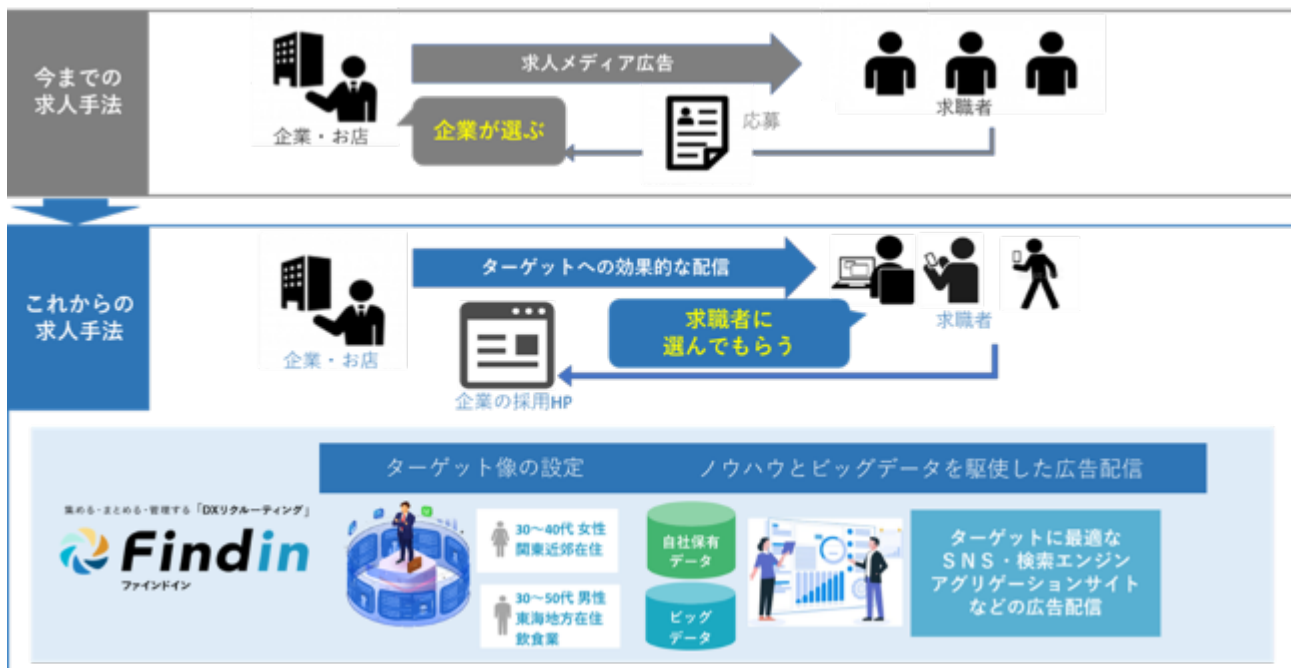 今までの
求人手法
企業・お店
求人メディア広告
企業が選ぶ
応募
求職者
これからの
求人手法
企業・お店
ターゲットへの効果的な配信
求職者に
選んでもらう
求職者
企業の採用HP
ターゲット像の設定
ノウハウとビッグデータを駆使した広告配信
集める・まとめる・管理する「DXリクルーティング」
Findin
ファインドイン
30〜40代 女性
関東近郊在住
30〜50代 男性
東海地方在住
飲食業
自社保有
データ
ビッグ
データ
ターゲットに最適な
SNS・検索エンジン
アグリゲーションサイト
などの広告配信